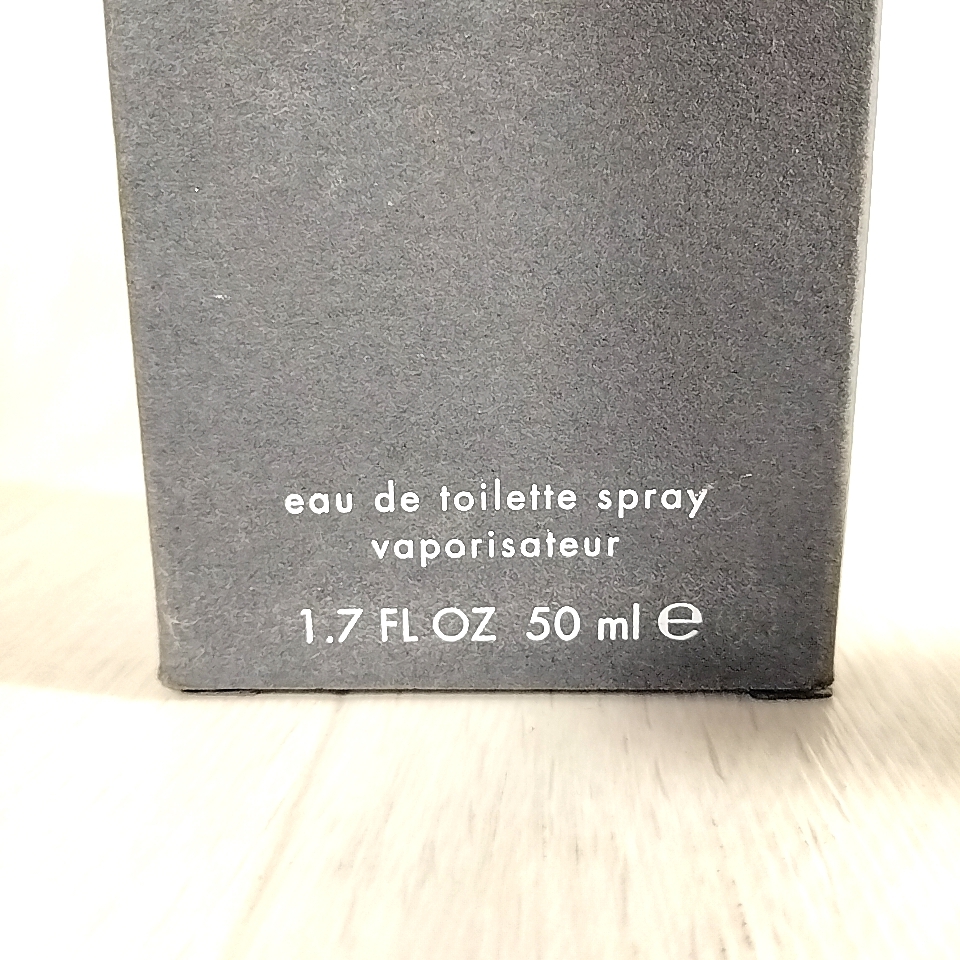 eau de toilette spray
vaporisateur
1.7 FL OZ 50 ml ℮